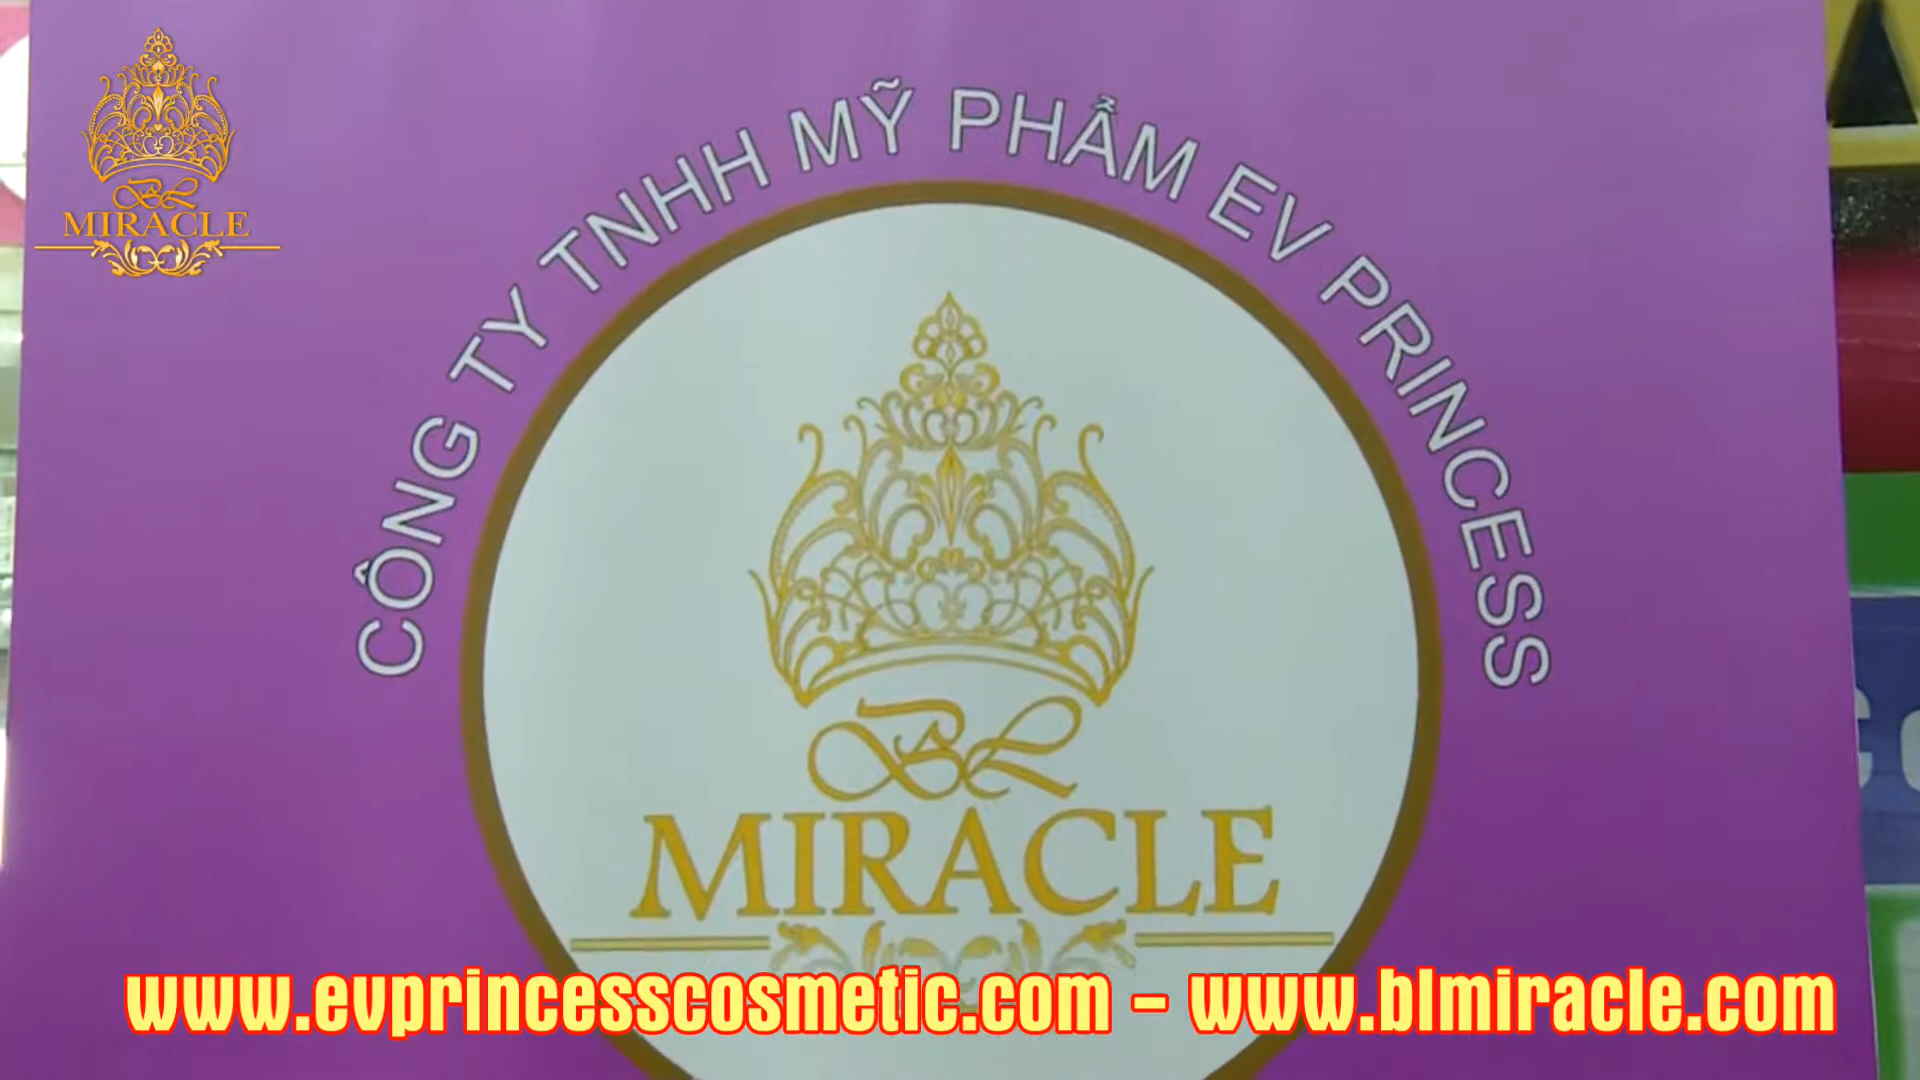 BL
MIRACLE
CÔNG TY TNHH MỸ PHẨM EV PRINCESS
BL
MIRACLE
www.evprincesscosmetic.com - www.blmiracle.com